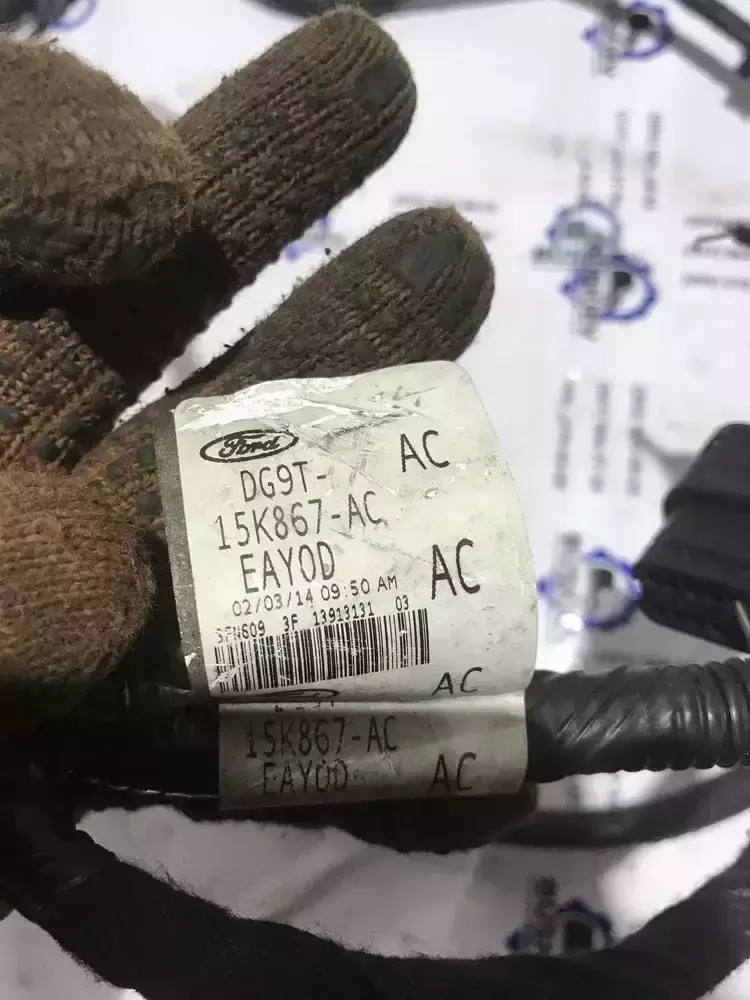 Ford
AC
DG9T-
15K867-AC
EAYOD
AC
02/03/14 09:50 AM
3F 13913131 03
AC
15K867-AC
EAYOD
AC